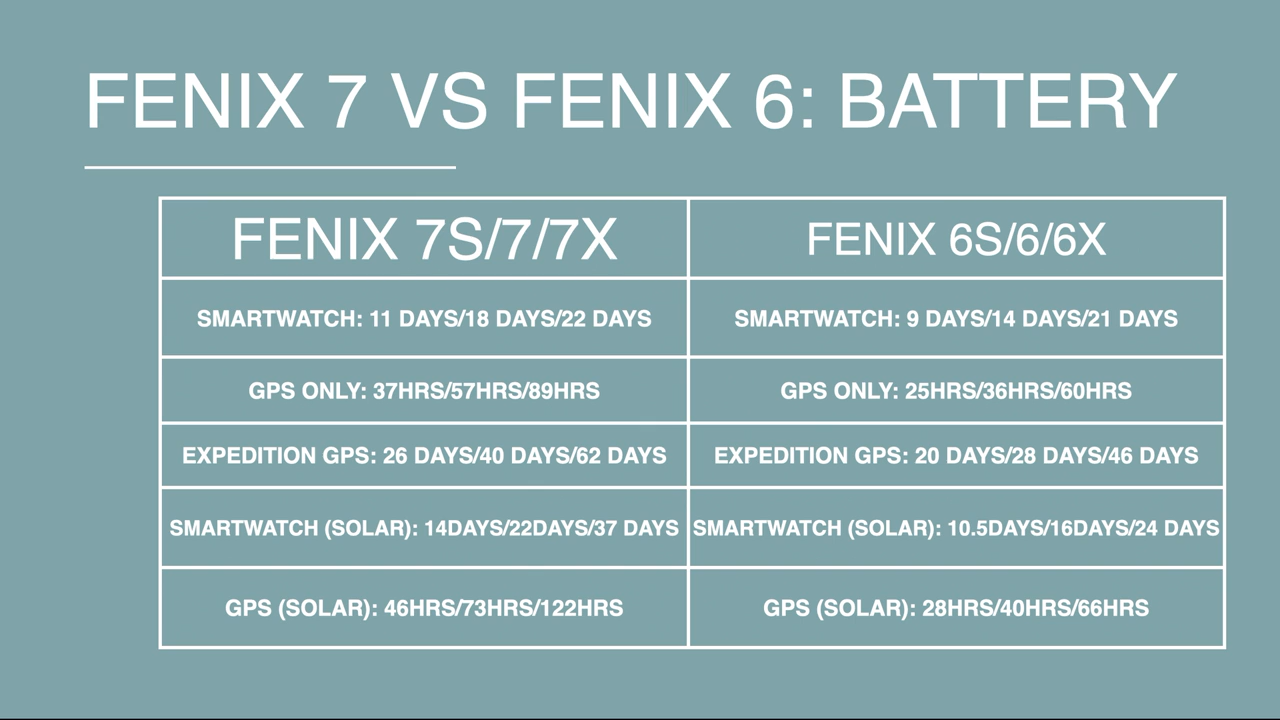 FENIX 7 VS FENIX 6: BATTERY
FENIX 7S/7/7X
FENIX 6S/6/6X
SMARTWATCH: 11 DAYS/18 DAYS/22 DAYS
SMARTWATCH: 9 DAYS/14 DAYS/21 DAYS
GPS ONLY: 37HRS/57HRS/89HRS
GPS ONLY: 25HRS/36HRS/60HRS
EXPEDITION GPS: 26 DAYS/40 DAYS/62 DAYS
EXPEDITION GPS: 20 DAYS/28 DAYS/46 DAYS
SMARTWATCH (SOLAR): 14DAYS/22DAYS/37 DAYS
SMARTWATCH (SOLAR): 10.5DAYS/16DAYS/24 DAYS
GPS (SOLAR): 46HRS/73HRS/122HRS
GPS (SOLAR): 28HRS/40HRS/66HRS